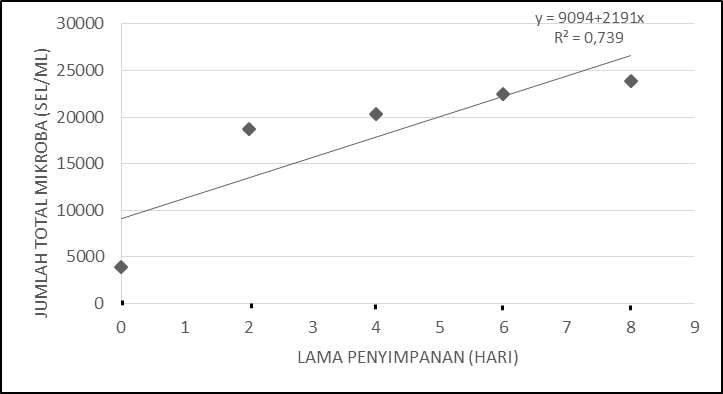 y = 9094+2191x
R² = 0,739
30000
25000
20000
15000
10000
5000
0
JUMLAH TOTAL MIKROBA (SEL/ML)
0 1 2 3 4 5 6 7 8 9
LAMA PENYIMPANAN (HARI)